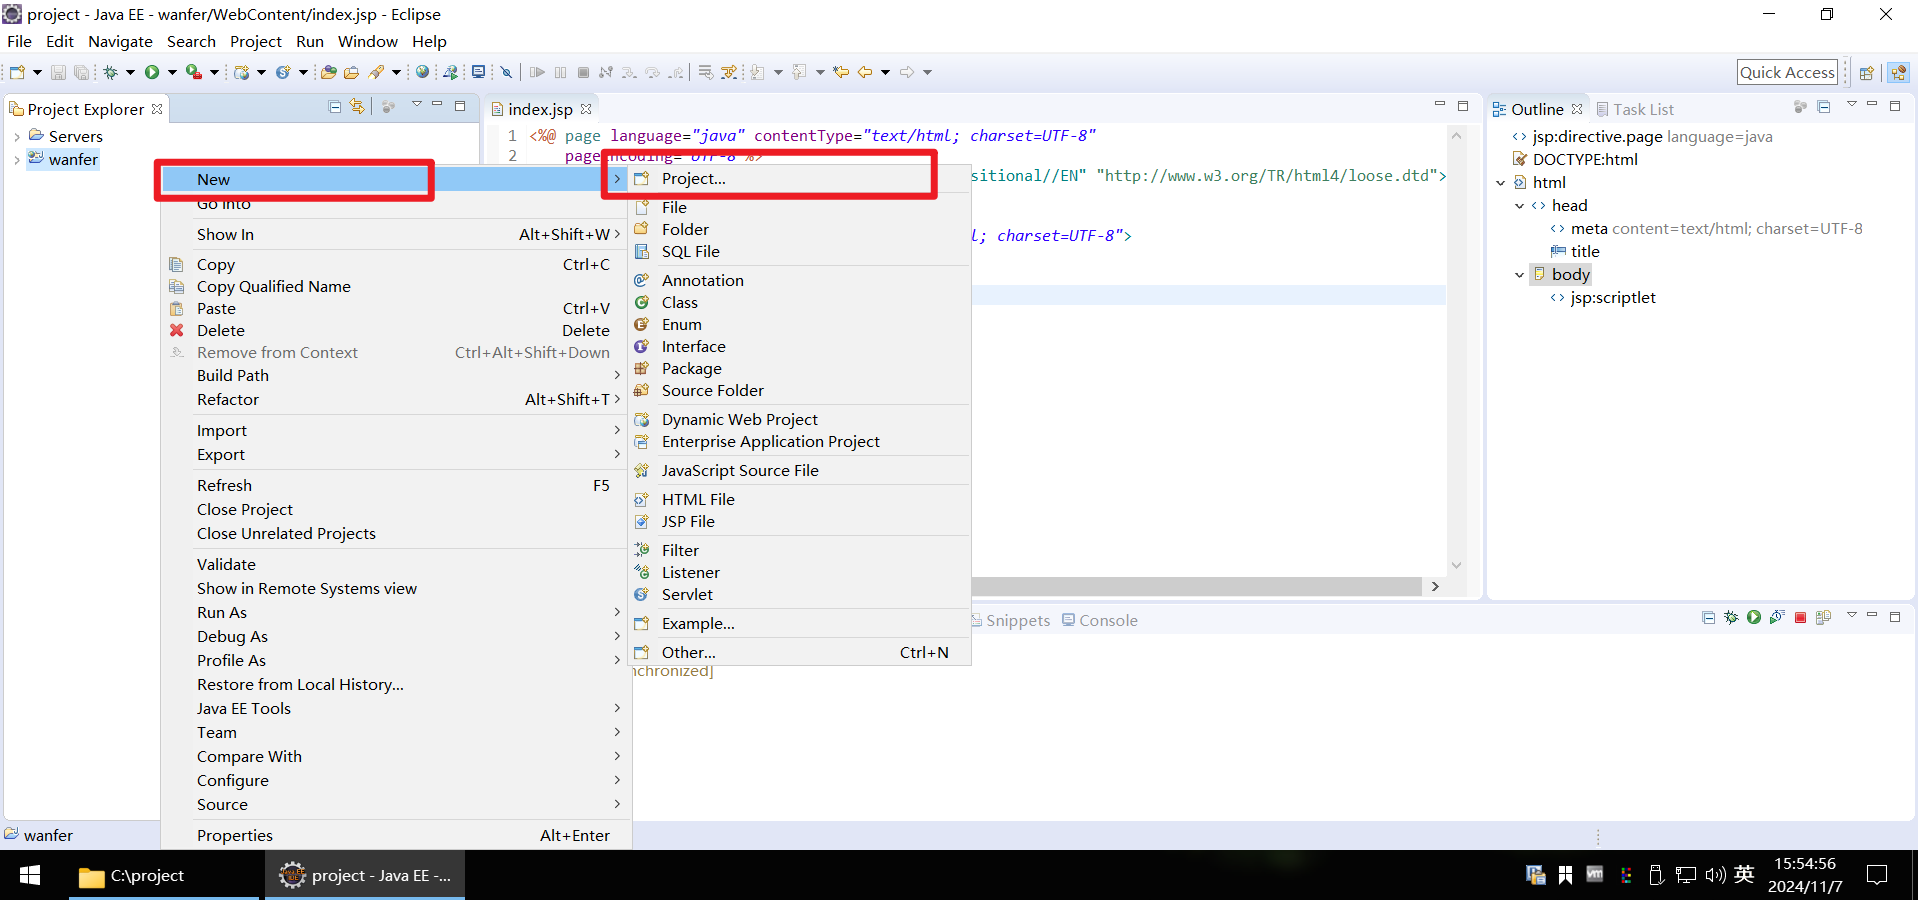 project - Java EE - wanfer/WebContent/index.jsp - Eclipse
File Edit Navigate Search Project Run Window Help
Quick Access
Project Explorer
Servers
wanfer
index.jsp
1 <%@ page language="java" contentType="text/html; charset=UTF-8"
2 pageEncoding="UTF-8"%>
sitional//EN" "http://www.w3.org/TR/html4/loose.dtd">
l; charset=UTF-8">
New
Go Into
Show In Alt+Shift+W
Copy Ctrl+C
Copy Qualified Name
Paste Ctrl+V
Delete Delete
Remove from Context Ctrl+Alt+Shift+Down
Build Path
Refactor Alt+Shift+T
Import
Export
Refresh F5
Close Project
Close Unrelated Projects
Validate
Show in Remote Systems view
Run As
Debug As
Profile As
Restore from Local History...
Java EE Tools
Team
Compare With
Configure
Source
Properties Alt+Enter
Project...
File
Folder
SQL File
Annotation
Class
Enum
Interface
Package
Source Folder
Dynamic Web Project
Enterprise Application Project
JavaScript Source File
HTML File
JSP File
Filter
Listener
Servlet
Example...
Other... Ctrl+N
Snippets Console
nchronized]
Outline Task List
jsp:directive.page language=java
DOCTYPE:html
html
head
meta content=text/html; charset=UTF-8
title
body
jsp:scriptlet
wanfer
C:\project
project - Java EE -...
vm
英
15:54:56
2024/11/7